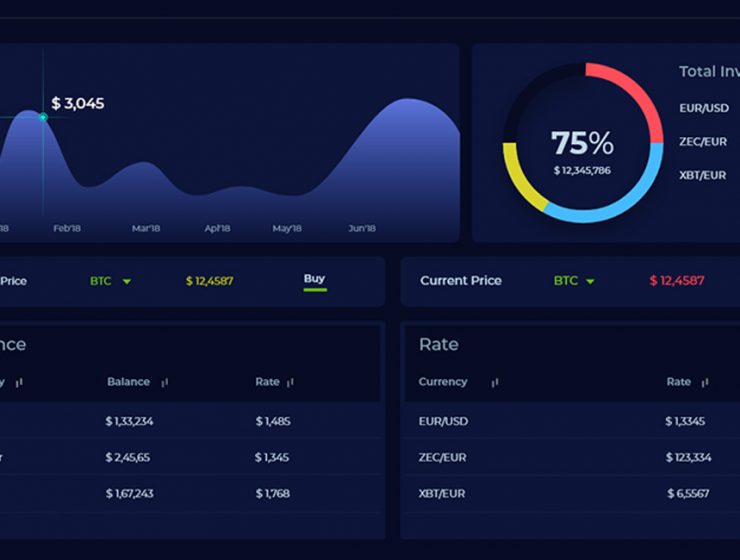 $ 3,045
18 Feb'18 Mar'18 Apl'18 May'18 Jun'18
Total Inv
75%
$ 12,345,786
EUR/USD
ZEC/EUR
XBT/EUR
Price BTC $ 12,4587 Buy
Current Price BTC $ 12,4587
nce
y Balance Rate
$ 1,33,234 $ 1,485
r $ 2,45,65 $ 1,345
$ 1,67,243 $ 1,768
Rate
Currency Rate
EUR/USD $ 1,3345
ZEC/EUR $ 123,334
XBT/EUR $ 6,5567